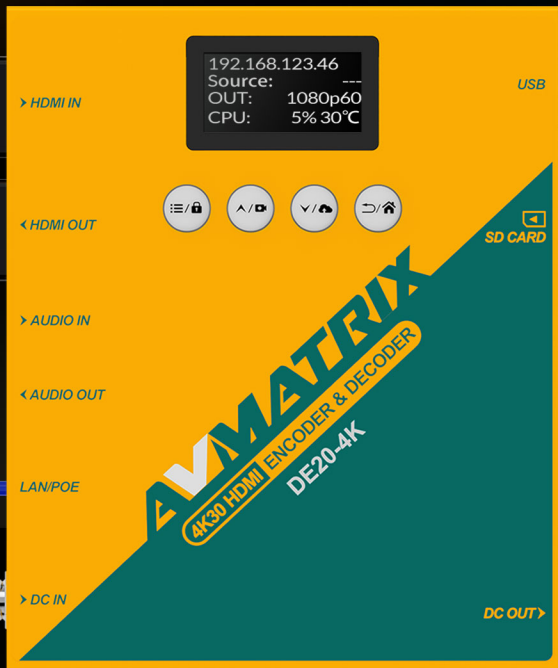 192.168.123.46
Source: ---
OUT: 1080p60
CPU: 5% 30℃
USB
HDMI IN
HDMI OUT
SD CARD
AUDIO IN
AUDIO OUT
LAN/POE
DC IN
DC OUT
AVMATRIX
4K30 HDMI ENCODER & DECODER
DE20-4K